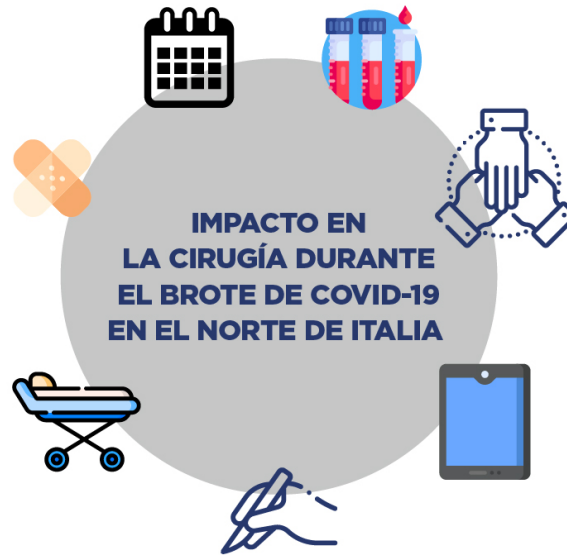 IMPACTO EN
LA CIRUGÍA DURANTE
EL BROTE DE COVID-19
EN EL NORTE DE ITALIA